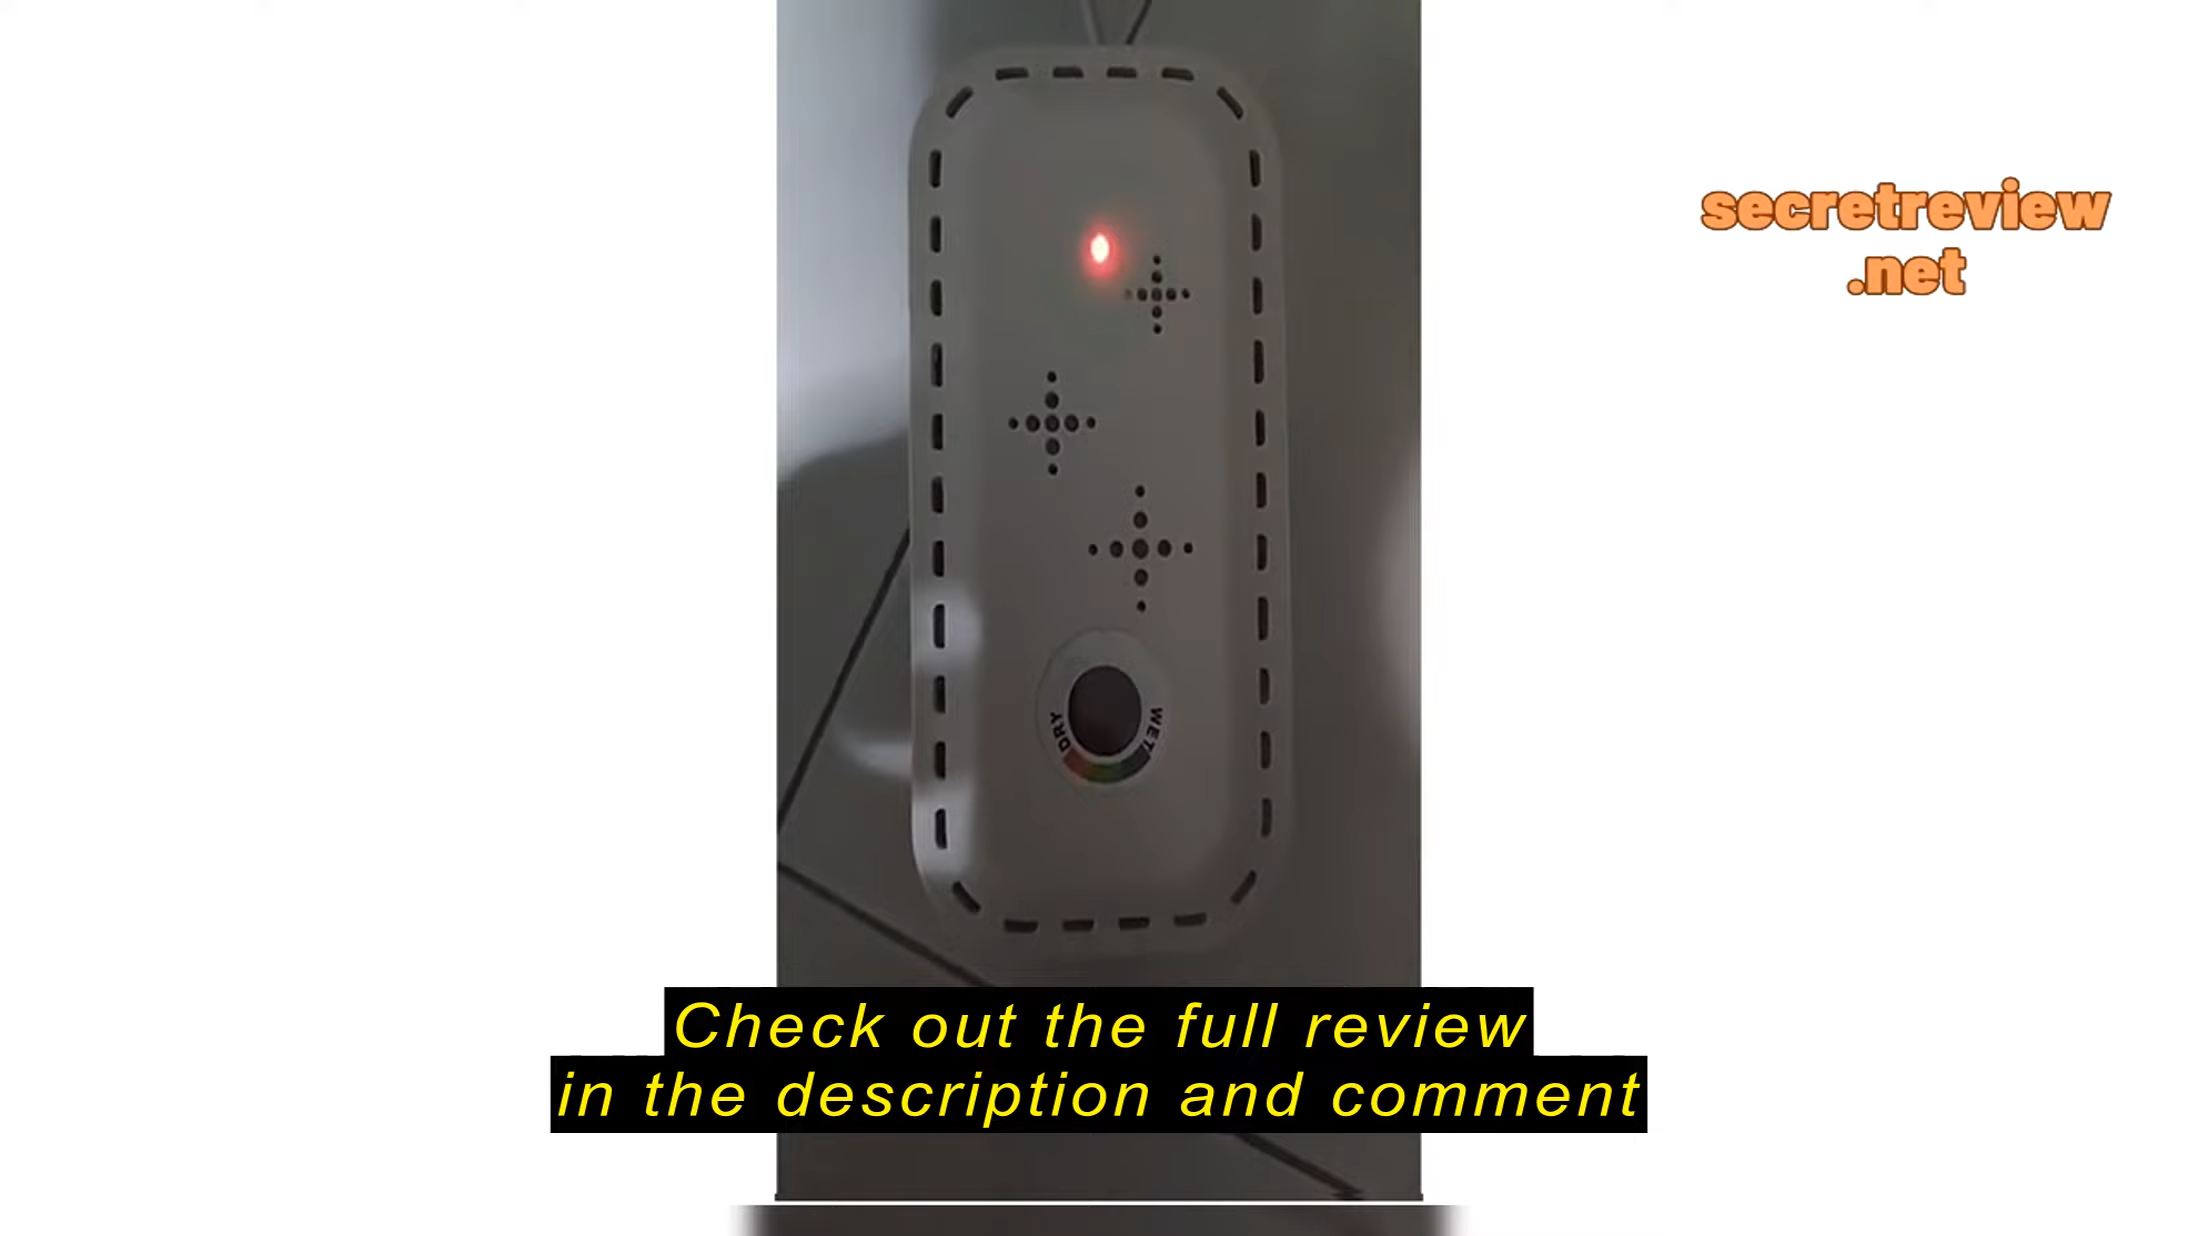 secretreview
.net
DRY WET
Check out the full review
in the description and comment